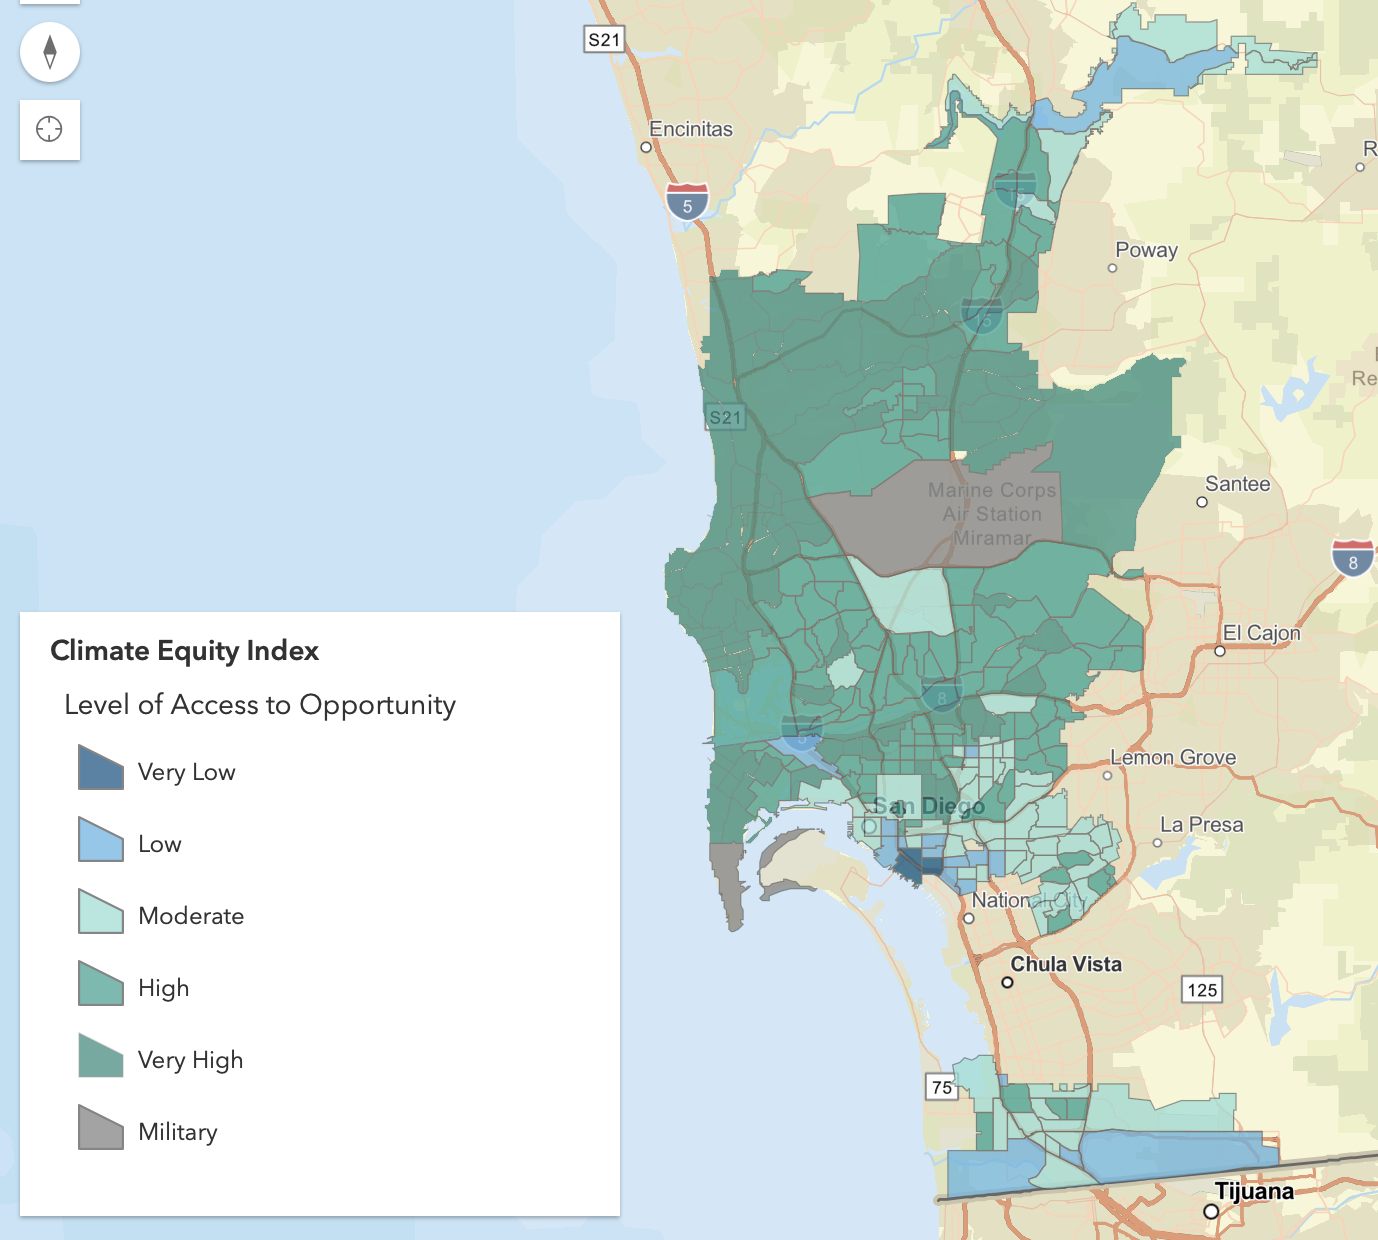 S21
Encinitas
R
5
15
Poway
15
Re
S21
Marine Corps
Air Station
Miramar
Santee
8
El Cajon
8
5
Lemon Grove
San Diego
La Presa
National City
Chula Vista
125
75
Tijuana
Climate Equity Index
Level of Access to Opportunity
Very Low
Low
Moderate
High
Very High
Military